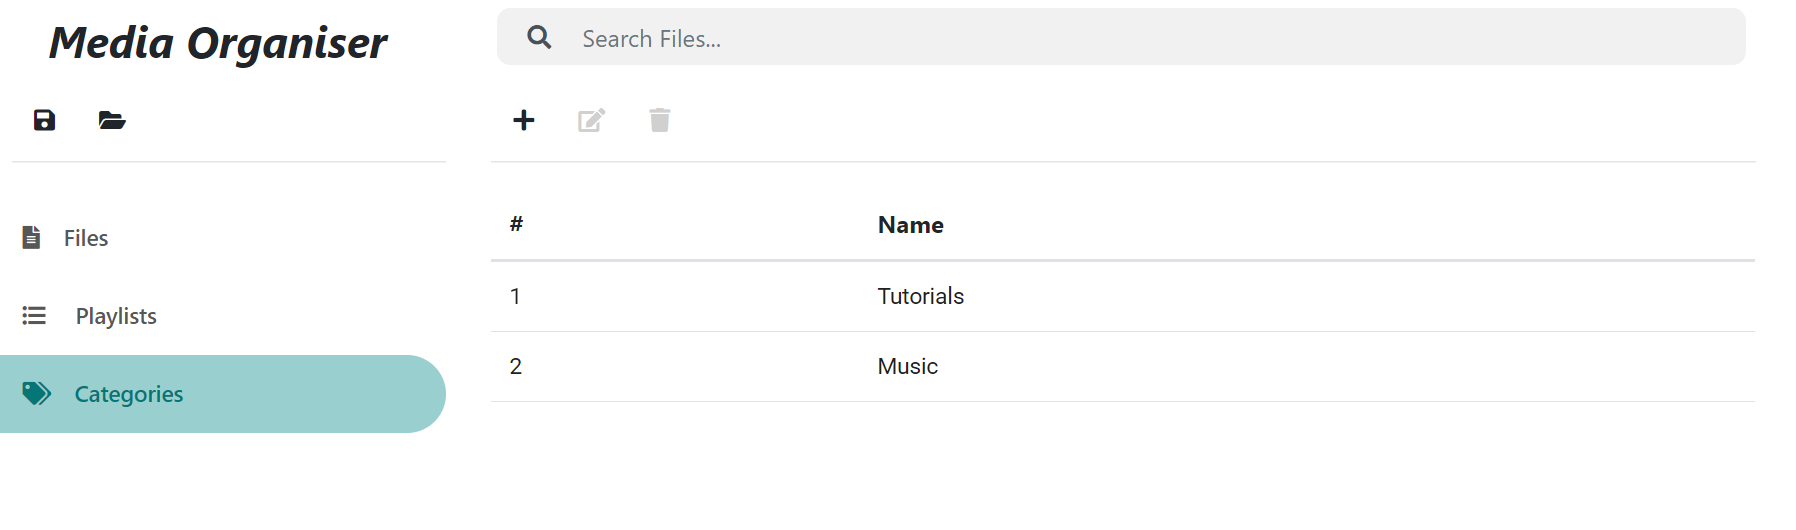 Media Organiser
Search Files...
Files
Playlists
Categories
# Name
1 Tutorials
2 Music